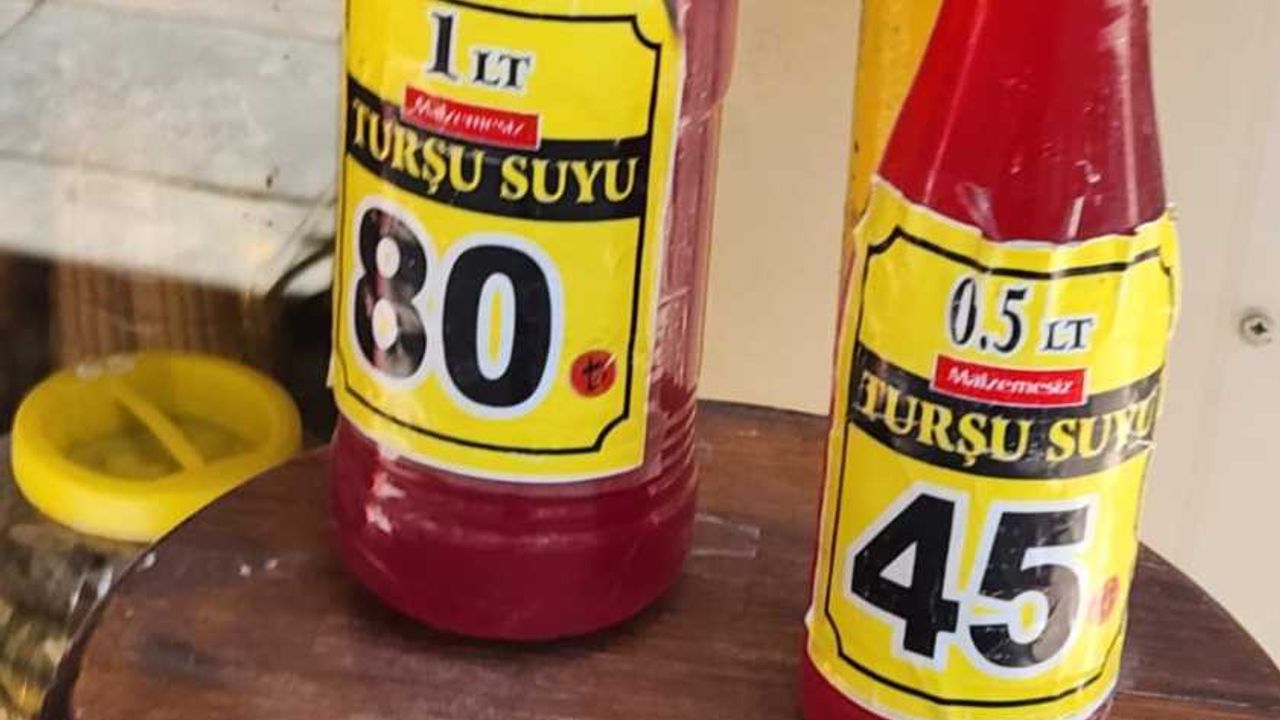 1 LT
Malzemesiz
TURŞU SUYU
80
0.5 LT
Malzemesiz
TURŞU SUYU
45